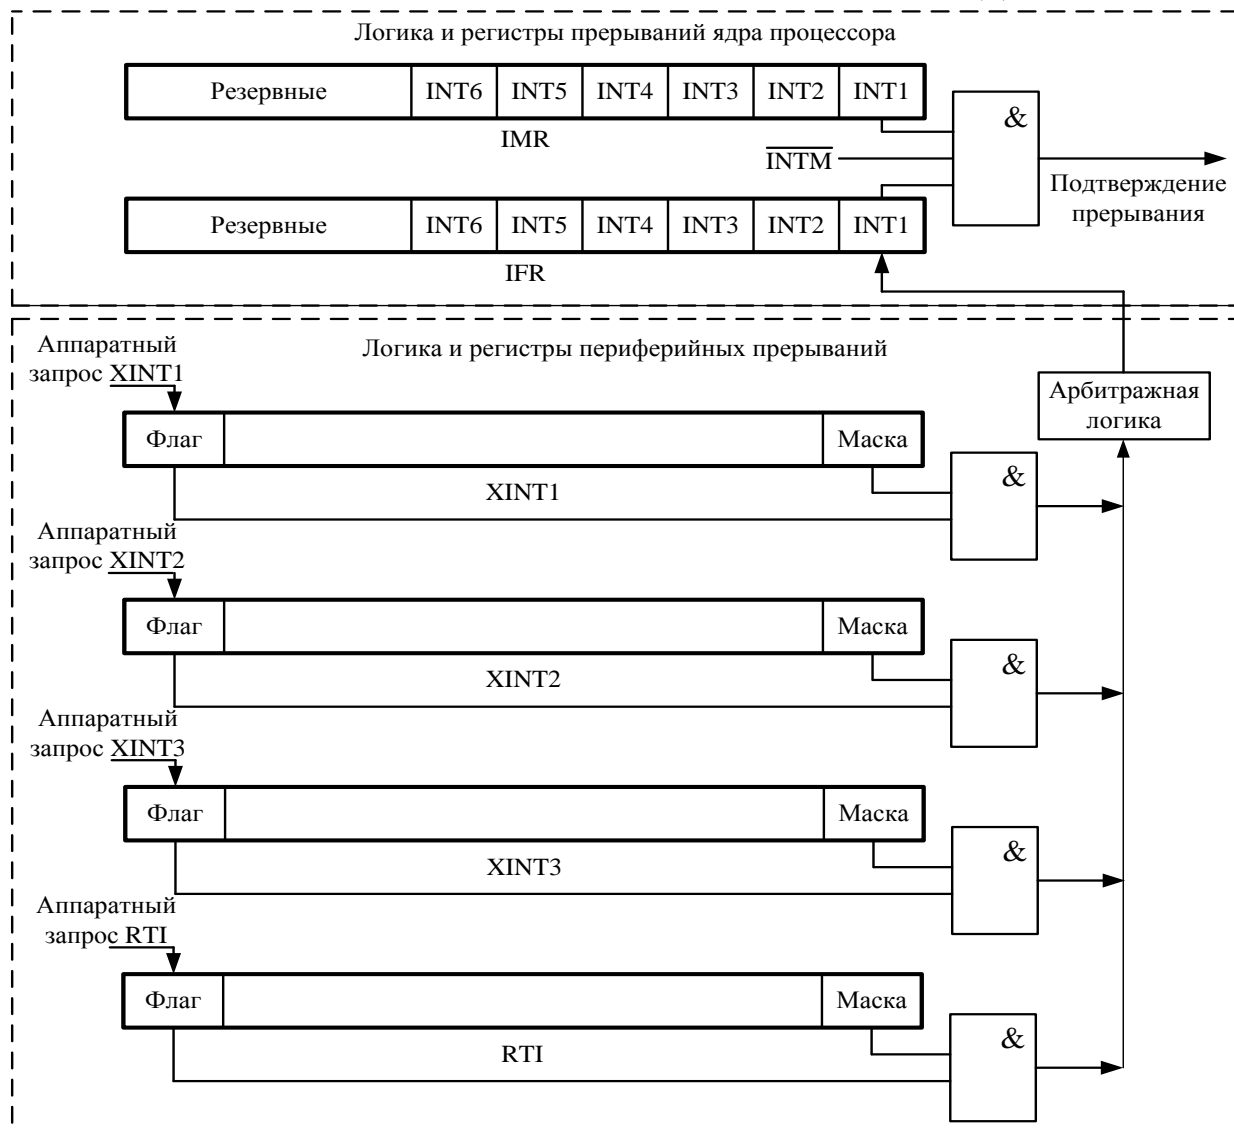 Логика и регистры прерываний ядра процессора
Резервные INT6 INT5 INT4 INT3 INT2 INT1
&
IMR
INTM
Подтверждение
прерывания
Резервные INT6 INT5 INT4 INT3 INT2 INT1
IFR
Аппаратный
запрос XINT1
Логика и регистры периферийных прерываний
Арбитражная
логика
Флаг Маска
&
XINT1
Аппаратный
запрос XINT2
Флаг Маска
&
XINT2
Аппаратный
запрос XINT3
Флаг Маска
&
XINT3
Аппаратный
запрос RTI
Флаг Маска
&
RTI